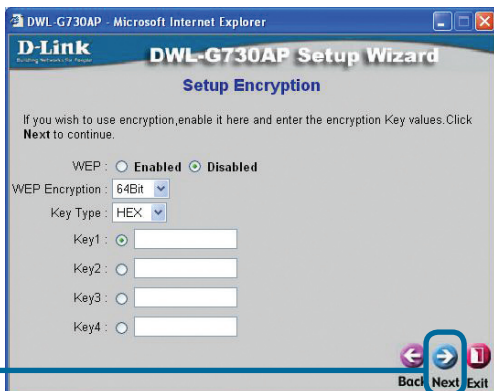 DWL-G730AP - Microsoft Internet Explorer
D-Link
Building Networks for People
DWL-G730AP Setup Wizard
Setup Encryption
If you wish to use encryption,enable it here and enter the encryption Key values.Click
Next to continue.
WEP : Enabled Disabled
WEP Encryption : 64Bit
Key Type : HEX
Key1 :
Key2 :
Key3 :
Key4 :
Back Next Exit